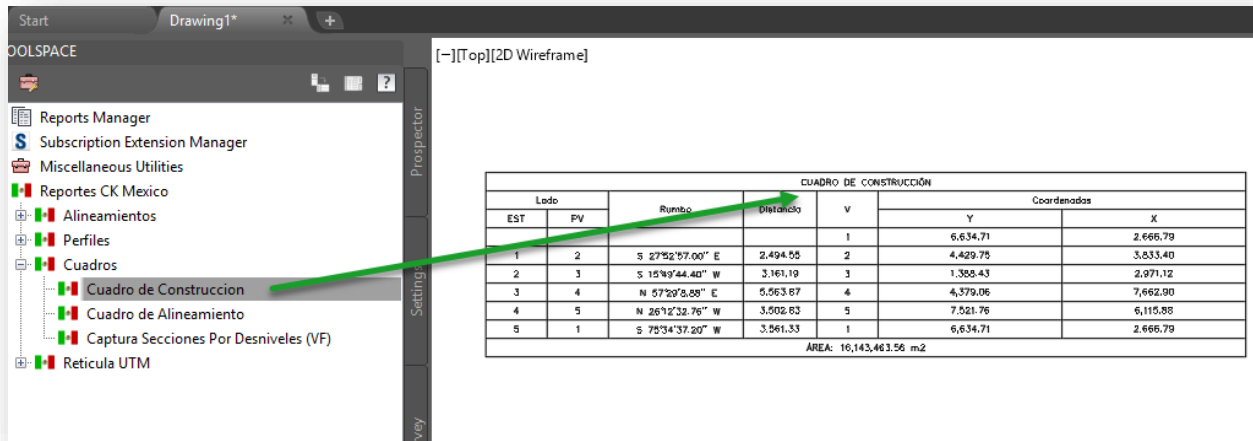 Start
Drawing1*
OOLSPACE
Reports Manager
Subscription Extension Manager
Miscellaneous Utilities
Reportes CK Mexico
Alineamientos
Perfiles
Cuadros
Cuadro de Construccion
Cuadro de Alineamiento
Captura Secciones Por Desniveles (VF)
Reticula UTM
Prospector
Settings
rvey
[−][Top][2D Wireframe]
CUADRO DE CONSTRUCCIÓN
Lado Rumbo Distancia V Coordenadas
EST PV Y X
1 6,634.71 2,666.79
1 2 S 27°52'57.00" E 2,494.55 2 4,429.75 3,833.40
2 3 S 15°49'44.40" W 3,161.19 3 1,388.43 2,971.12
3 4 N 57°29'8.88" E 5,563.67 4 4,379.06 7,662.90
4 5 N 26°12'32.76" W 3,502.63 5 7,521.76 6,115.88
5 1 S 75°34'37.20" W 3,561.33 1 6,634.71 2,666.79
ÁREA: 16,143,463.56 m2